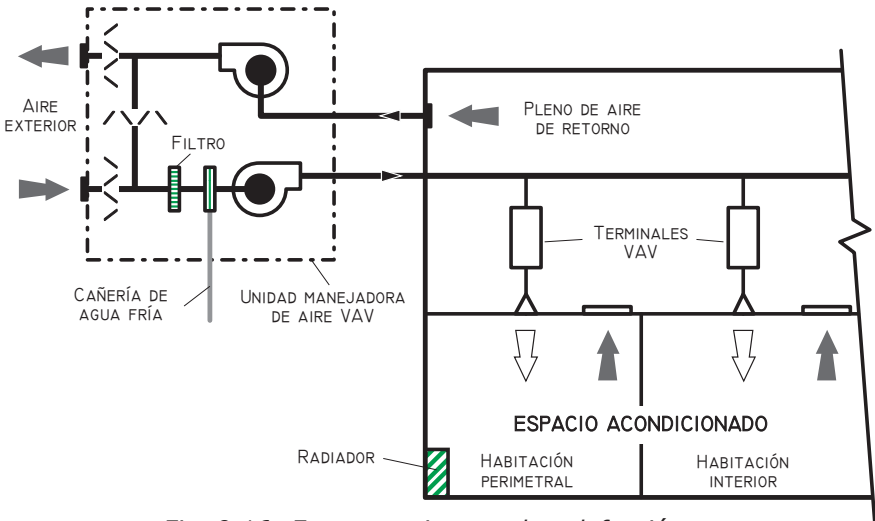 AIRE
EXTERIOR
FILTRO
PLENO DE AIRE
DE RETORNO
TERMINALES
VAV
CAÑERÍA DE
AGUA FRÍA
UNIDAD MANEJADORA
DE AIRE VAV
ESPACIO ACONDICIONADO
RADIADOR
HABITACIÓN
PERIMETRAL
HABITACIÓN
INTERIOR